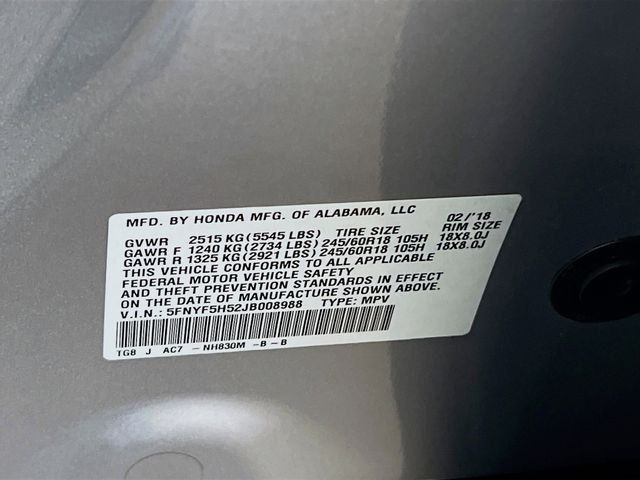 MFD. BY HONDA MFG. OF ALABAMA, LLC 02/'18
GVWR 2515 KG (5545 LBS) TIRE SIZE RIM SIZE
GAWR F 1240 KG (2734 LBS) 245/60R18 105H 18X8.0J
GAWR R 1325 KG (2921 LBS) 245/60R18 105H 18X8.0J
THIS VEHICLE CONFORMS TO ALL APPLICABLE
FEDERAL MOTOR VEHICLE SAFETY
AND THEFT PREVENTION STANDARDS IN EFFECT
ON THE DATE OF MANUFACTURE SHOWN ABOVE.
V.I.N.: 5FNYF5H52JB008988 TYPE: MPV
TG8 J AC7 -NH830M -B-B